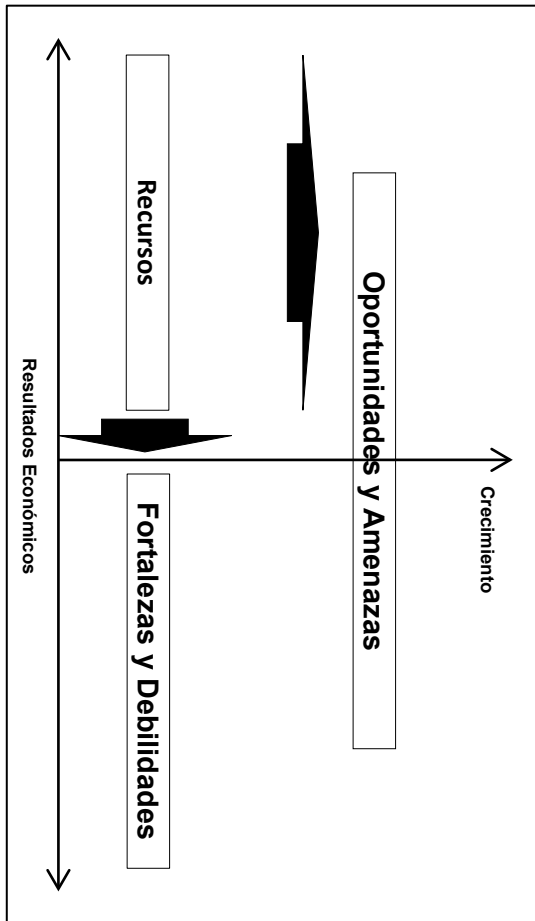 Crecimiento
Oportunidades y Amenazas
Recursos
Fortalezas y Debilidades
Resultados Económicos